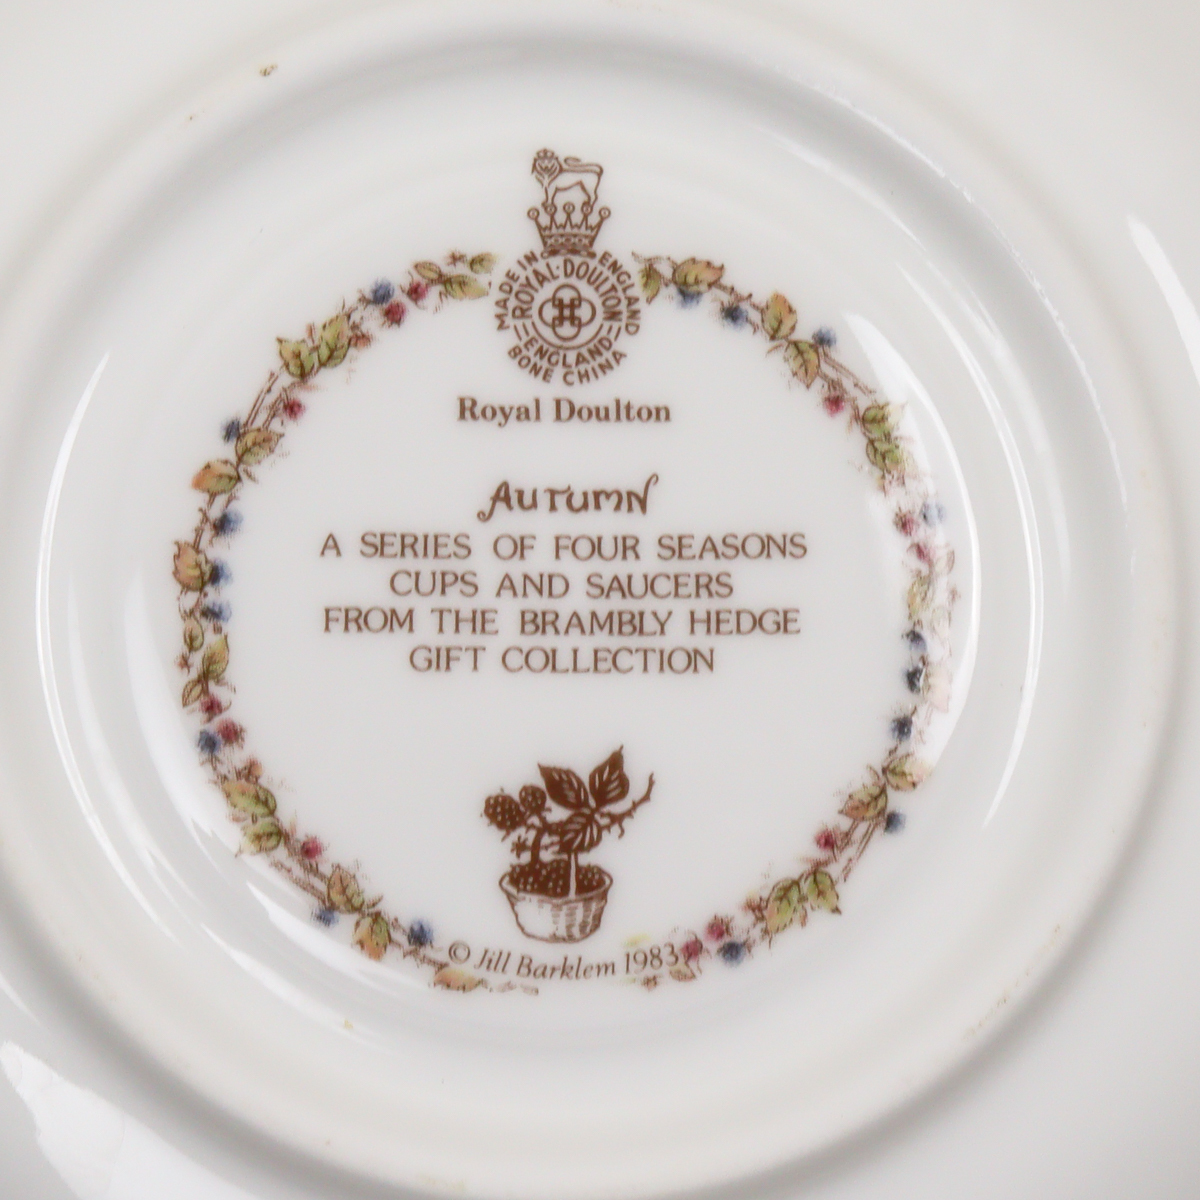 MADE IN ENGLAND
ROYAL·DOULTON
ENGLAND
BONE CHINA
Royal Doulton
AUTUMN
A SERIES OF FOUR SEASONS
CUPS AND SAUCERS
FROM THE BRAMBLY HEDGE
GIFT COLLECTION
© Jill Barklem 1983